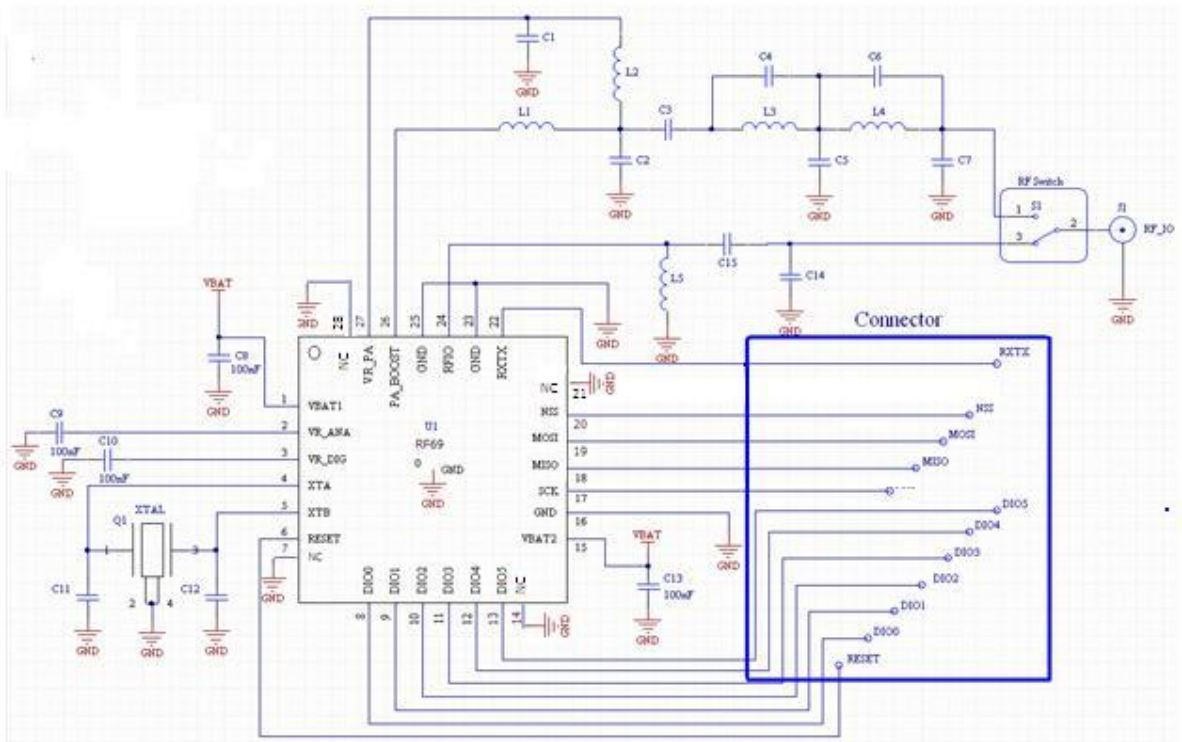 C1
GND
L2
C4
C6
L1
C3
L3
L4
C2
C5
C7
GND
GND
GND
RF Switch
1
S1
2
3
J1
RF_IO
GND
C15
L5
C14
GND
GND
GND
VBAT
C8
100nF
GND
GND
28
27
26
25
24
23
22
NC
VR_PA
PA_BOOST
GND
RFIO
GND
RXTX
NC
21
GND
Connector
RXTX
NSS
MOSI
MISO
DIO5
DIO4
DIO3
DIO2
DIO1
DIO0
RESET
1
VBAT1
2
VR_ANA
3
VR_DIG
4
XTA
5
XTB
6
RESET
7
NC
U1
RF69
0
GND
GND
NSS
20
MOSI
19
MISO
18
SCK
17
GND
16
VBAT2
15
GND
C9
100nF
GND
C10
100nF
GND
XTAL
Q1
1
3
2
4
C11
C12
GND
GND
GND
GND
DIO0
DIO1
DIO2
DIO3
DIO4
DIO5
NC
8
9
10
11
12
13
14
GND
VBAT
C13
100nF
GND